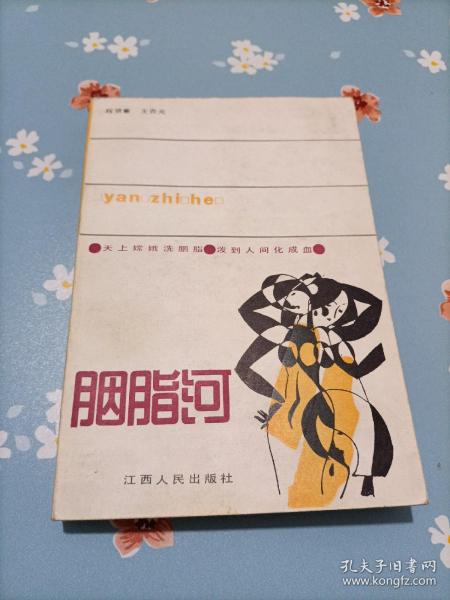 yan zhi he
天上嫦娥洗胭脂 泼到人间化成血
胭脂河
江西人民出版社
孔夫子旧书网
www.kongfz.com